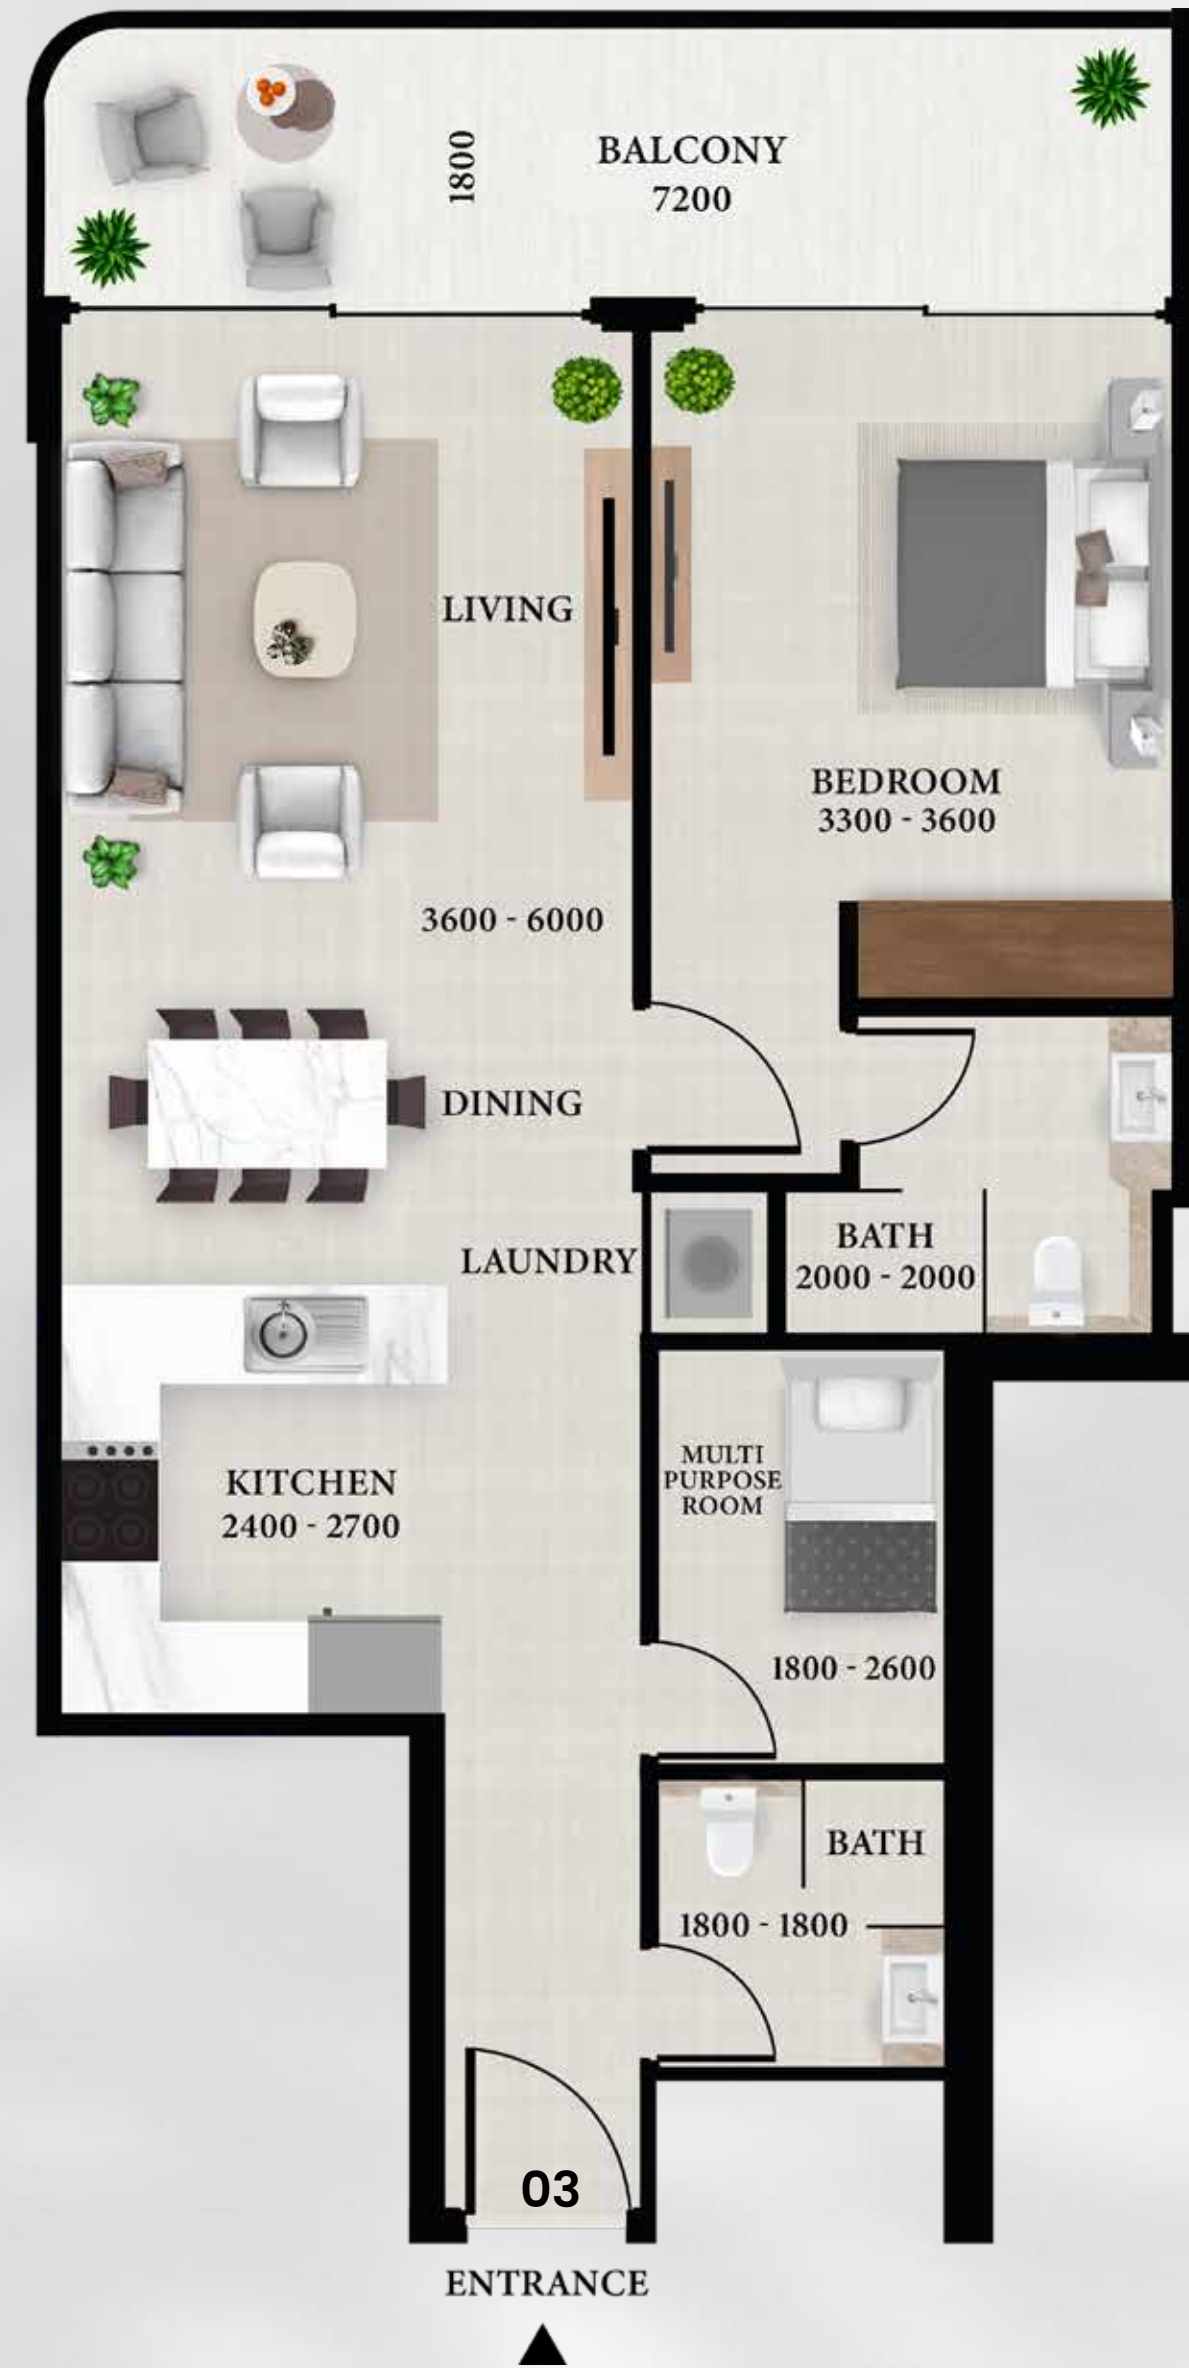 1800
BALCONY
7200
LIVING
BEDROOM
3300 - 3600
3600 - 6000
DINING
LAUNDRY
BATH
2000 - 2000
KITCHEN
2400 - 2700
MULTI
PURPOSE
ROOM
1800 - 2600
BATH
1800 - 1800
03
ENTRANCE